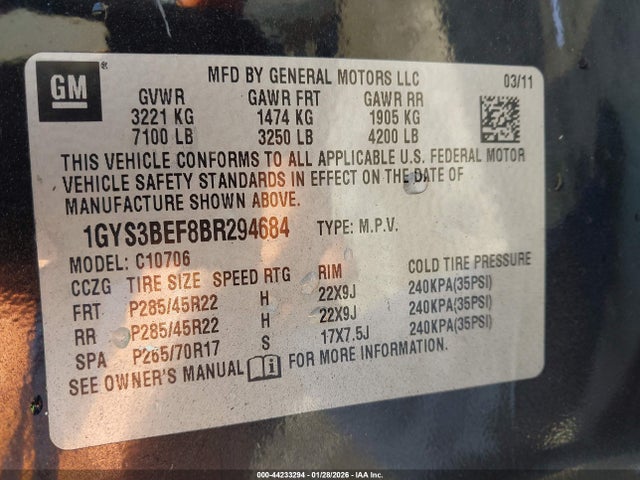 GM ®
MFD BY GENERAL MOTORS LLC 03/11
GVWR GAWR FRT GAWR RR
3221 KG 1474 KG 1905 KG
7100 LB 3250 LB 4200 LB
THIS VEHICLE CONFORMS TO ALL APPLICABLE U.S. FEDERAL MOTOR
VEHICLE SAFETY STANDARDS IN EFFECT ON THE DATE OF
MANUFACTURE SHOWN ABOVE.
1GYS3BEF8BR294684 TYPE: M.P.V.
MODEL: C10706
CCZG TIRE SIZE SPEED RTG RIM COLD TIRE PRESSURE
FRT P285/45R22 H 22X9J 240KPA(35PSI)
RR P285/45R22 H 22X9J 240KPA(35PSI)
SPA P265/70R17 S 17X7.5J 240KPA(35PSI)
SEE OWNER'S MANUAL FOR MORE INFORMATION.
000-44233294 | 01/28/2026 - IAA Inc.